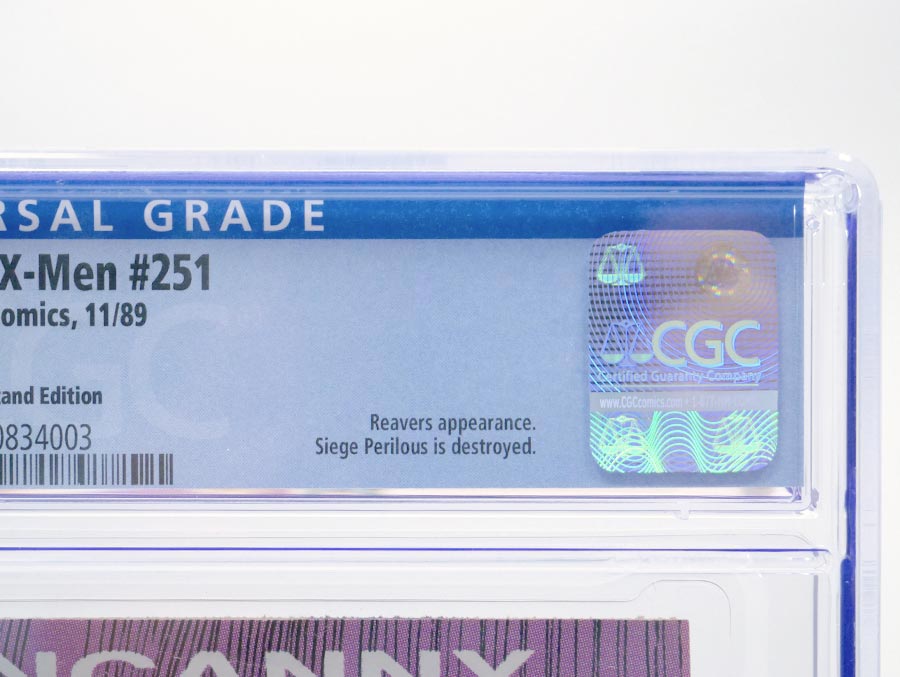 RSAL GRADE
X-Men #251
omics, 11/89
tand Edition
0834003
Reavers appearance.
Siege Perilous is destroyed.
CGC
Certified Guaranty Company
www.CGCcomics.com
NCANNY